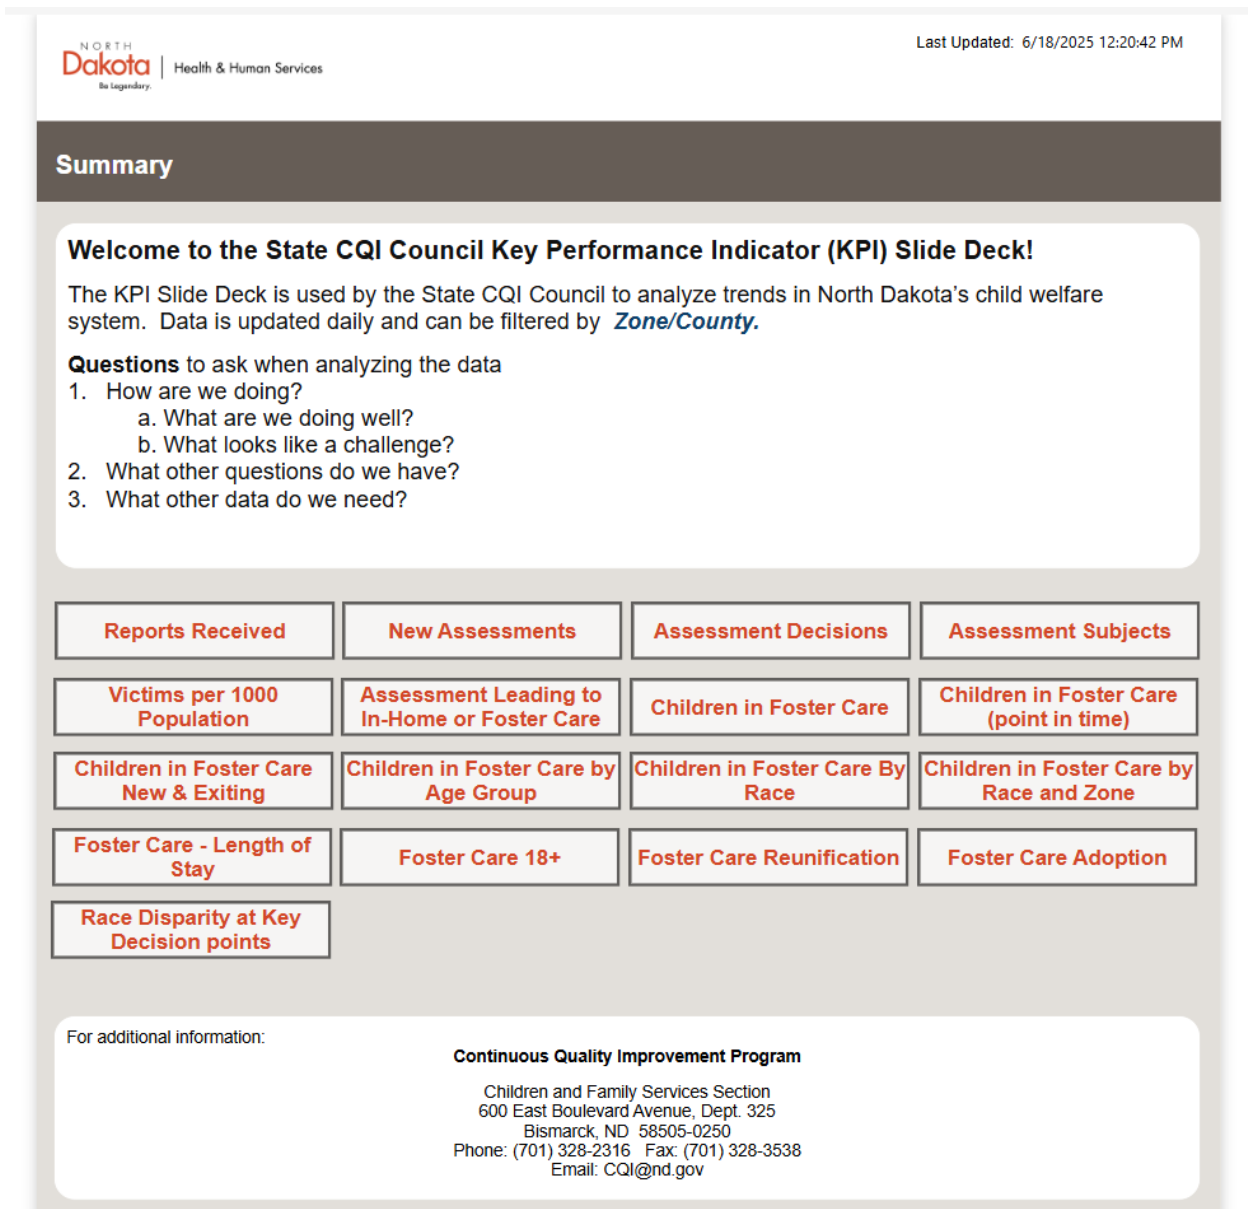 NORTH
Dakota | Health & Human Services
Be Legendary.
Last Updated: 6/18/2025 12:20:42 PM
Summary
Welcome to the State CQI Council Key Performance Indicator (KPI) Slide Deck!
The KPI Slide Deck is used by the State CQI Council to analyze trends in North Dakota’s child welfare
system. Data is updated daily and can be filtered by Zone/County.
Questions to ask when analyzing the data
1. How are we doing?
a. What are we doing well?
b. What looks like a challenge?
2. What other questions do we have?
3. What other data do we need?
Reports Received
New Assessments
Assessment Decisions
Assessment Subjects
Victims per 1000
Population
Assessment Leading to
In-Home or Foster Care
Children in Foster Care
Children in Foster Care
(point in time)
Children in Foster Care
New & Exiting
Children in Foster Care by
Age Group
Children in Foster Care By
Race
Children in Foster Care by
Race and Zone
Foster Care - Length of
Stay
Foster Care 18+
Foster Care Reunification
Foster Care Adoption
Race Disparity at Key
Decision points
For additional information:
Continuous Quality Improvement Program
Children and Family Services Section
600 East Boulevard Avenue, Dept. 325
Bismarck, ND 58505-0250
Phone: (701) 328-2316 Fax: (701) 328-3538
Email: CQI@nd.gov